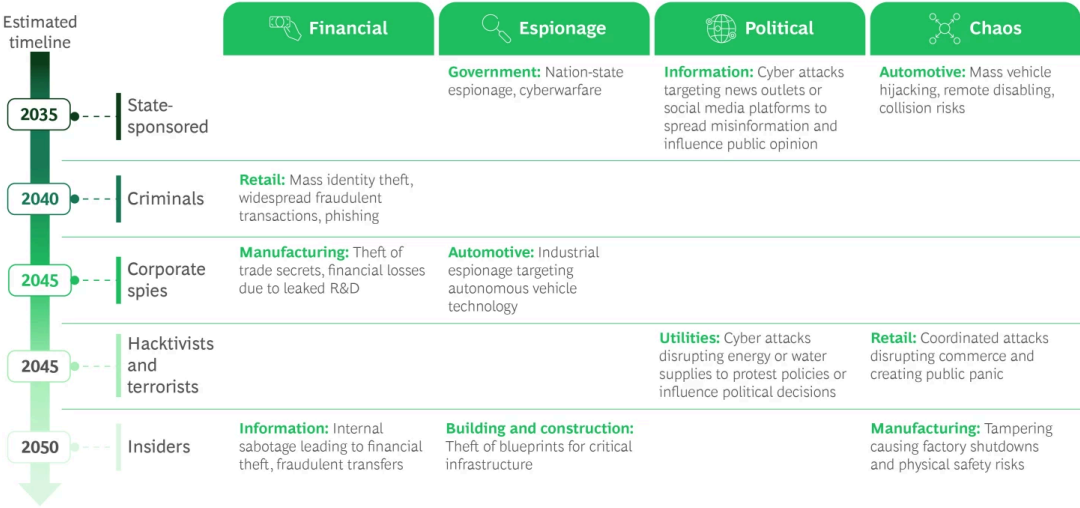 Estimated
timeline
Financial
Espionage
Political
Chaos
2035
State-
sponsored
Government: Nation-state
espionage, cyberwarfare
Information: Cyber attacks
targeting news outlets or
social media platforms to
spread misinformation and
influence public opinion
Automotive: Mass vehicle
hijacking, remote disabling,
collision risks
2040
Criminals
Retail: Mass identity theft,
widespread fraudulent
transactions, phishing
2045
Corporate
spies
Manufacturing: Theft of
trade secrets, financial losses
due to leaked R&D
Automotive: Industrial
espionage targeting
autonomous vehicle
technology
2045
Hacktivists
and
terrorists
Utilities: Cyber attacks
disrupting energy or water
supplies to protest policies or
influence political decisions
Retail: Coordinated attacks
disrupting commerce and
creating public panic
2050
Insiders
Information: Internal
sabotage leading to financial
theft, fraudulent transfers
Building and construction:
Theft of blueprints for critical
infrastructure
Manufacturing: Tampering
causing factory shutdowns
and physical safety risks